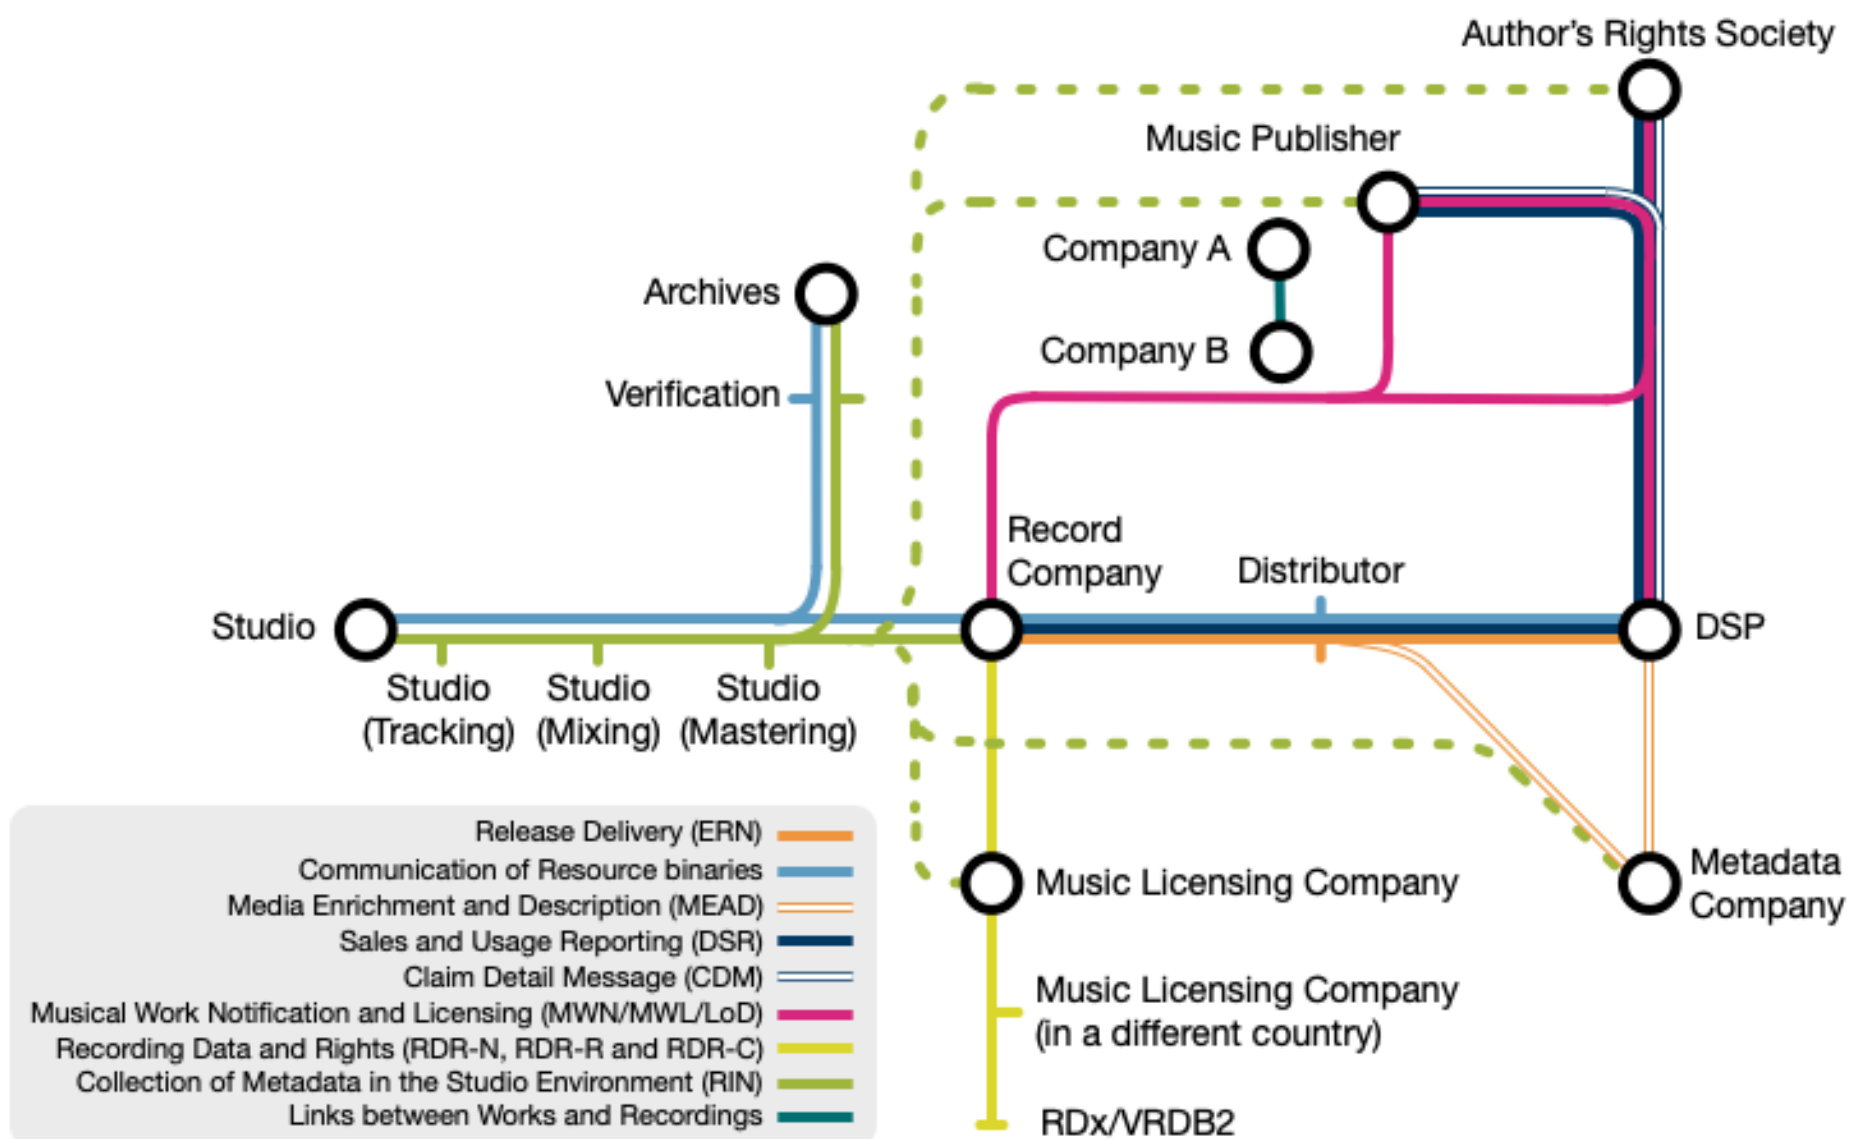 Author's Rights Society
Music Publisher
Company A
Archives
Company B
Verification
Record
Company
Distributor
Studio
DSP
Studio
(Tracking)
Studio
(Mixing)
Studio
(Mastering)
Release Delivery (ERN)
Communication of Resource binaries
Media Enrichment and Description (MEAD)
Sales and Usage Reporting (DSR)
Claim Detail Message (CDM)
Musical Work Notification and Licensing (MWN/MWL/LoD)
Recording Data and Rights (RDR-N, RDR-R and RDR-C)
Collection of Metadata in the Studio Environment (RIN)
Links between Works and Recordings
Music Licensing Company
Metadata
Company
Music Licensing Company
(in a different country)
RDx/VRDB2